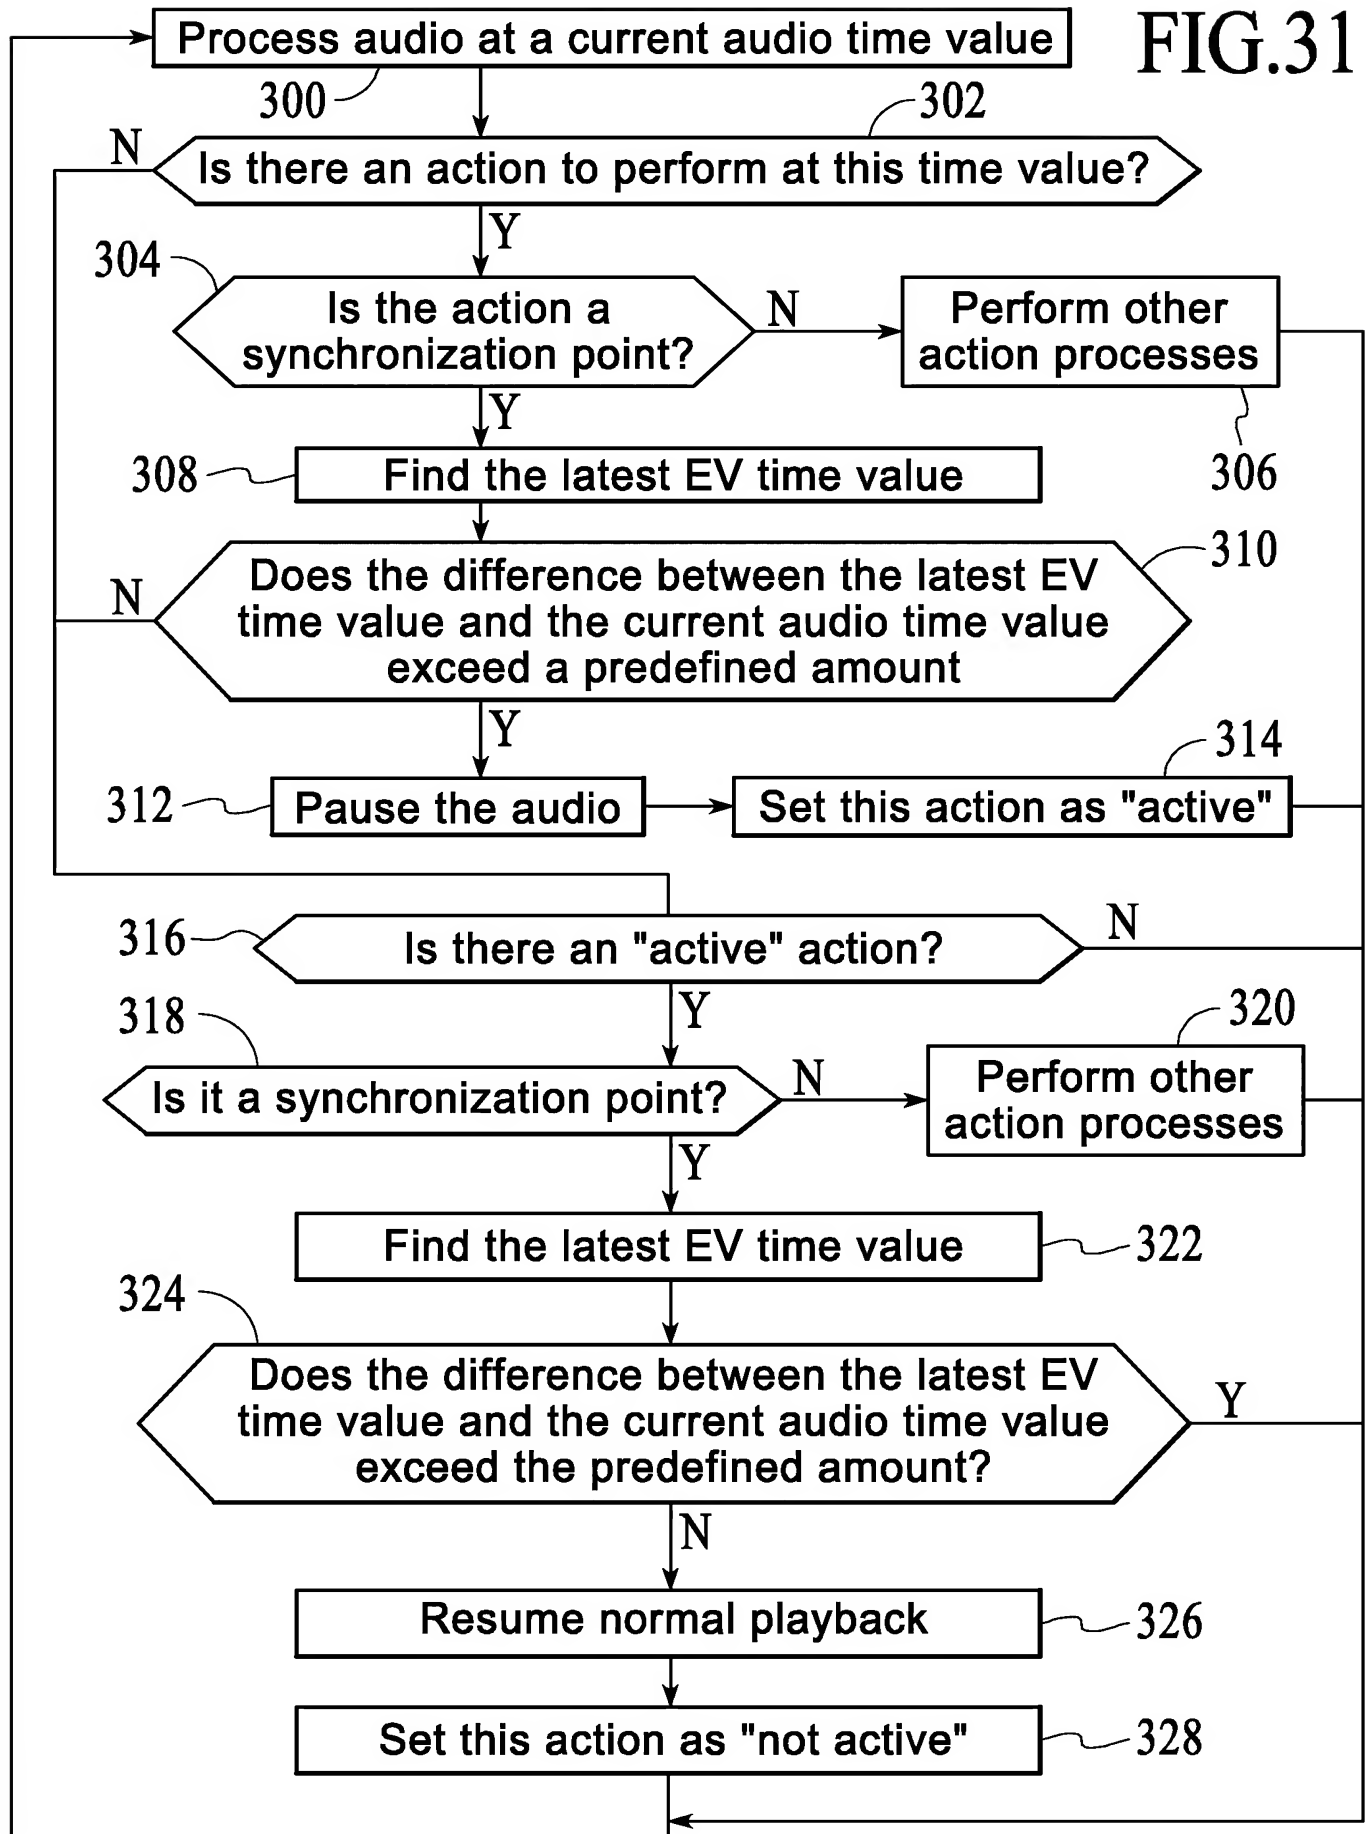 FIG.31
Process audio at a current audio time value
300
302
N
Is there an action to perform at this time value?
Y
304
Is the action a
synchronization point?
N
Perform other
action processes
306
Y
308
Find the latest EV time value
310
N
Does the difference between the latest EV
time value and the current audio time value
exceed a predefined amount
Y
312
Pause the audio
314
Set this action as "active"
316
Is there an "active" action?
N
Y
318
Is it a synchronization point?
N
320
Perform other
action processes
Y
Find the latest EV time value
322
324
Does the difference between the latest EV
time value and the current audio time value
exceed the predefined amount?
Y
N
Resume normal playback
326
Set this action as "not active"
328